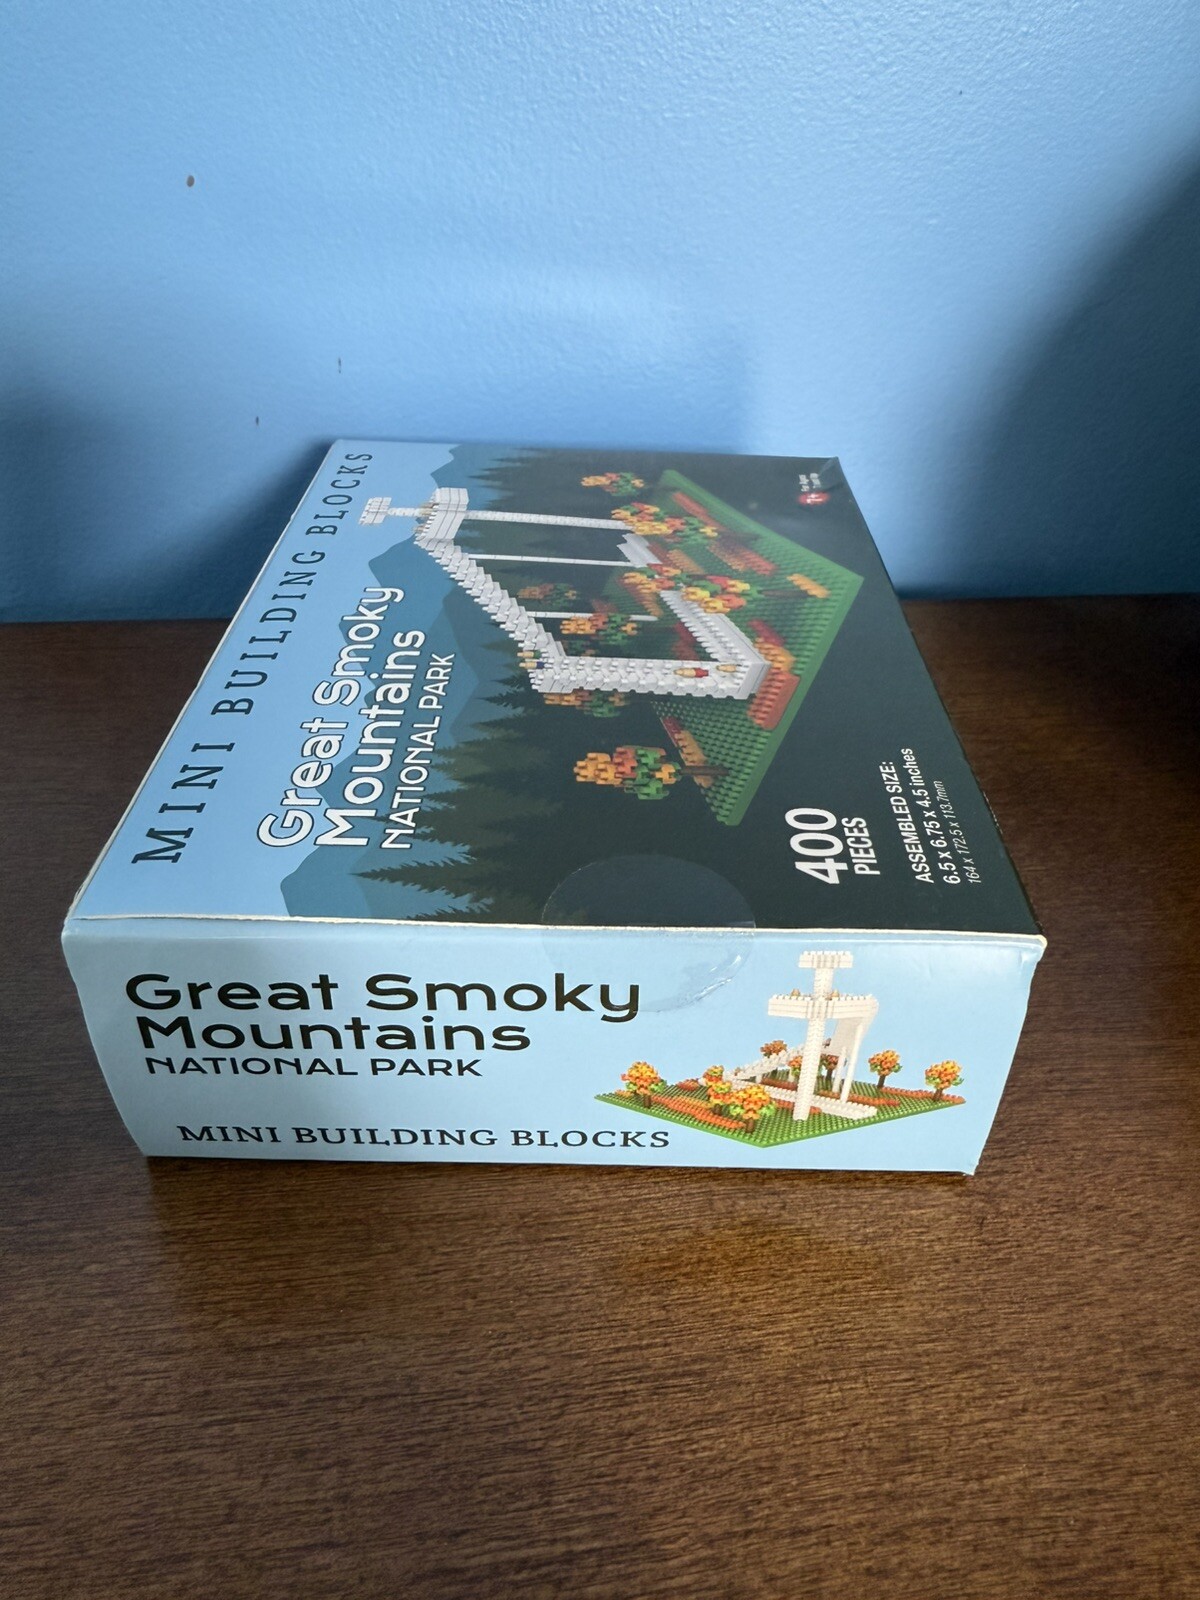 MINI BUILDING BLOCKS
Great Smoky
Mountains
NATIONAL PARK
400
PIECES
ASSEMBLED SIZE:
6.5 x 6.75 x 4.5 inches
164 x 172.5 x 113.7mm
7+
Great Smoky
Mountains
NATIONAL PARK
MINI BUILDING BLOCKS